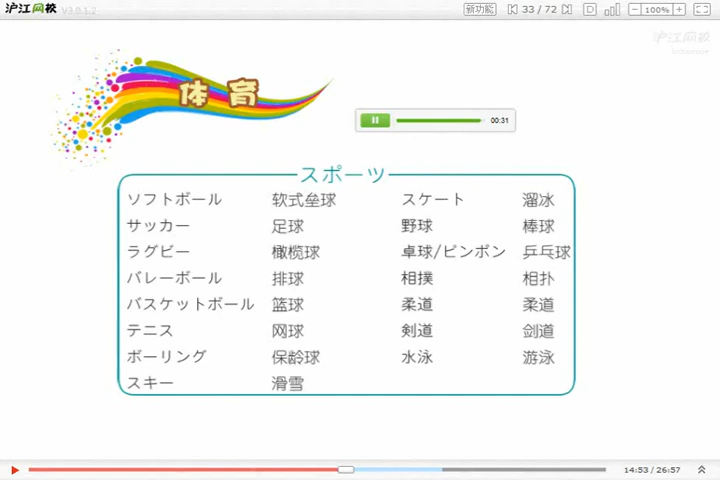 沪江网校 V3.0.1.2
新功能 33 / 72 D 100%
沪江网校
体育
00:31
スポーツ
ソフトボール 软式垒球 スケート 溜冰
サッカー 足球 野球 棒球
ラグビー 橄榄球 卓球/ピンポン 乒乓球
バレーボール 排球 相撲 相扑
バスケットボール 篮球 柔道 柔道
テニス 网球 剣道 剑道
ボーリング 保龄球 水泳 游泳
スキー 滑雪
14:53 / 26:57